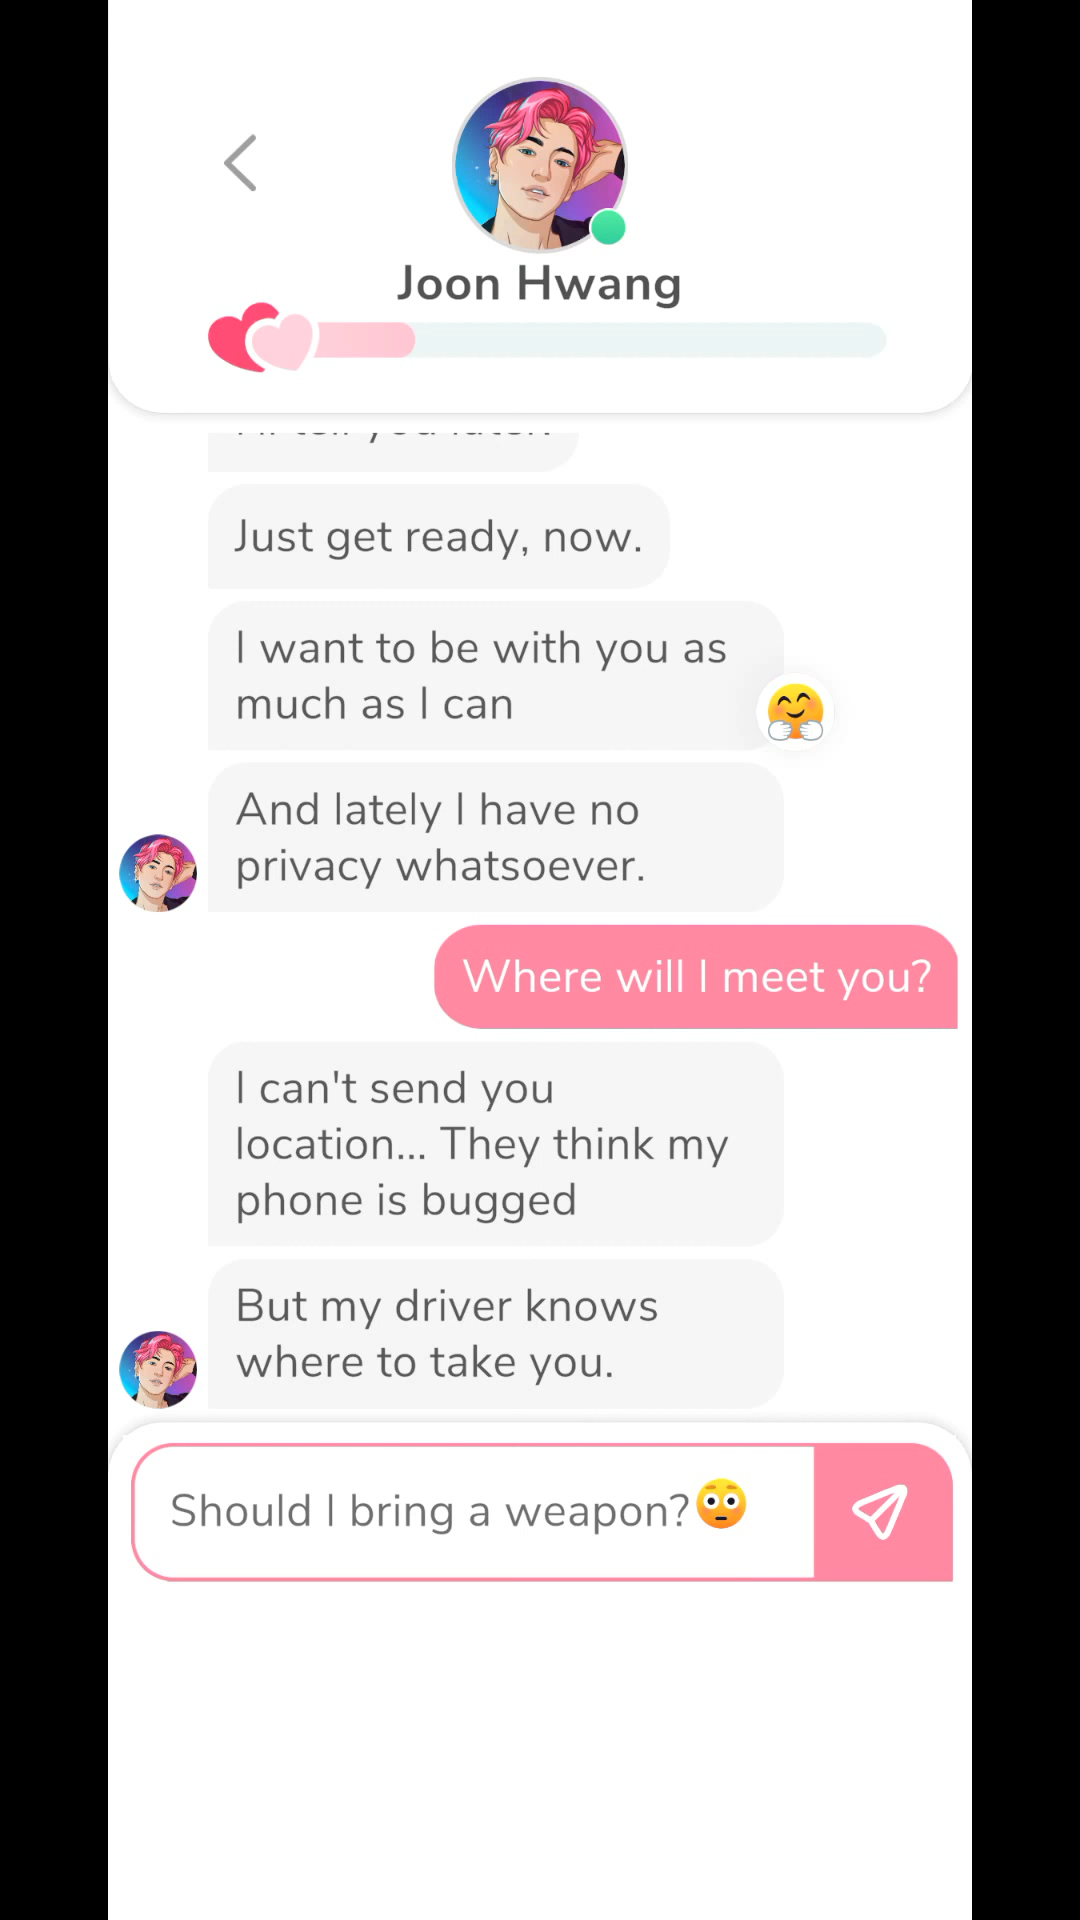 Joon Hwang
Just get ready, now.
I want to be with you as
much as I can
And lately I have no
privacy whatsoever.
Where will I meet you?
I can't send you
location... They think my
phone is bugged
But my driver knows
where to take you.
Should I bring a weapon?😳